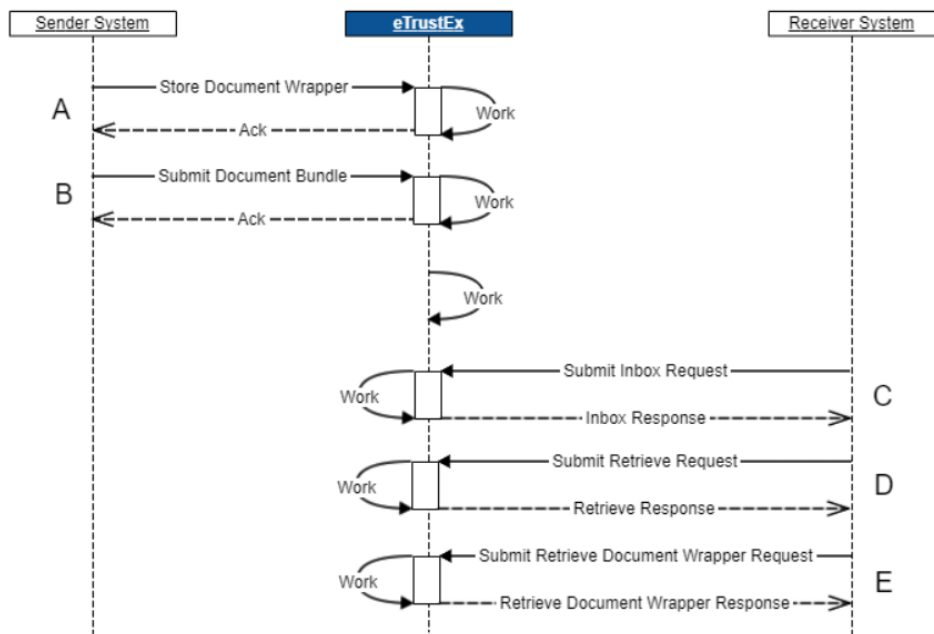 Sender System
eTrustEx
Receiver System
Store Document Wrapper
A
Work
Ack
Submit Document Bundle
B
Work
Ack
Work
Submit Inbox Request
Work
C
Inbox Response
Submit Retrieve Request
Work
D
Retrieve Response
Submit Retrieve Document Wrapper Request
Work
E
Retrieve Document Wrapper Response